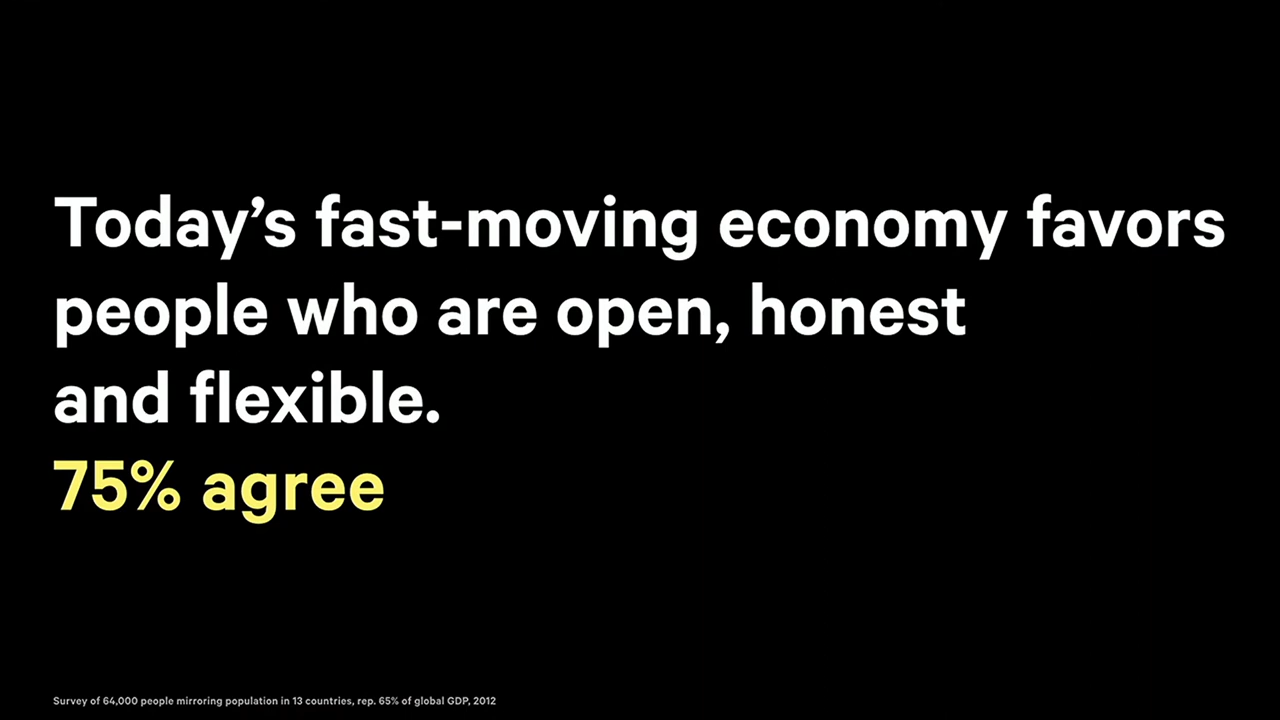 Today’s fast-moving economy favors
people who are open, honest
and flexible.
75% agree
Survey of 64,000 people mirroring population in 13 countries, rep. 65% of global GDP, 2012